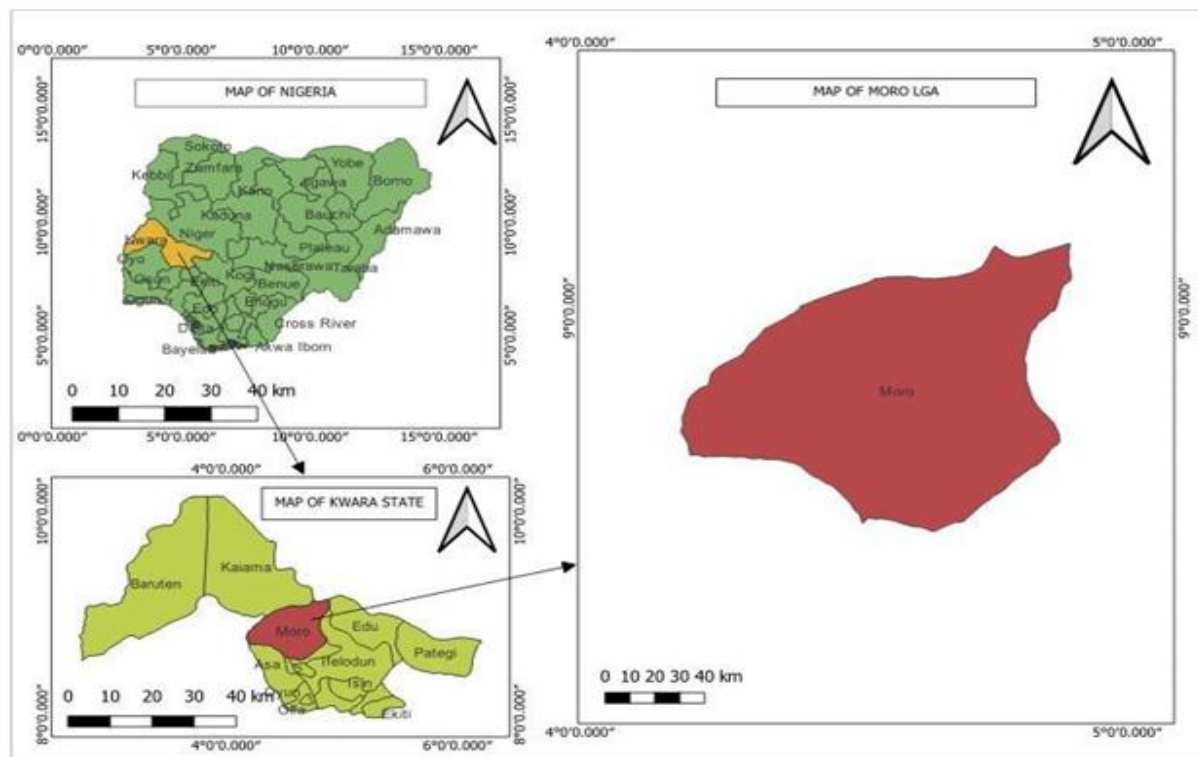 0°0'0.000" 5°0'0.000" 10°0'0.000" 15°0'0.000"
MAP OF NIGERIA
15°0'0.000" 15°0'0.000"
10°0'0.000" 10°0'0.000"
5°0'0.000" 5°0'0.000"
Sokoto
Kebbi Zamfara Yobe
Kano Jigawa Borno
Kaduna Bauchi
Adamawa
Niger
Plateau
Oyo Nasarawa Taraba
Osun Ekiti Kogi Benue
Ogun Enugu
Edo
Delta Cross River
Akwa Ibom
0 10 20 30 40 km
0°0'0.000" 5°0'0.000" 10°0'0.000" 15°0'0.000"
4°0'0.000" 6°0'0.000"
MAP OF KWARA STATE
10°0'0.000" 10°0'0.000"
8°0'0.000" 8°0'0.000"
Baruten Kaiama
Moro Edu
Asa Pategi
Isin
Ekiti
0 10 20 30 40 km
4°0'0.000" 6°0'0.000"
4°0'0.000" 5°0'0.000"
MAP OF MORO LGA
9°0'0.000" 9°0'0.000"
Moro
0 10 20 30 40 km
4°0'0.000" 5°0'0.000"